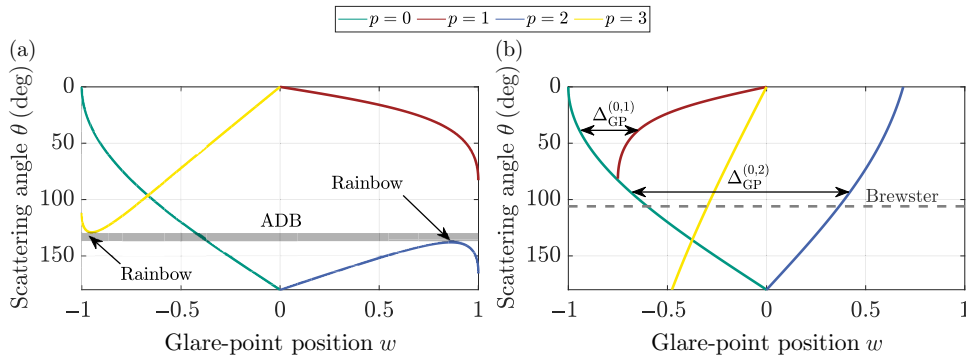 p = 0 p = 1 p = 2 p = 3
(a)
Scattering angle θ (deg)
0
50
100
150
Rainbow
ADB
Rainbow
−1 −0.5 0 0.5 1
Glare-point position w
(b)
Scattering angle θ (deg)
0
50
100
150
Δ_GP^(0,1)
Δ_GP^(0,2)
Brewster
−1 −0.5 0 0.5 1
Glare-point position w